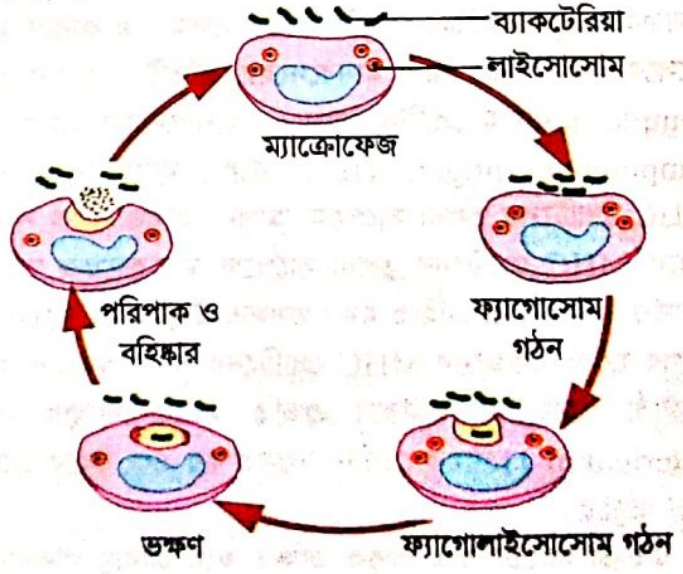 ব্যাকটেরিয়া
লাইসোসোম
ম্যাক্রোফেজ
ফ্যাগোসোম
গঠন
ফ্যাগোলাইসোসোম গঠন
ভক্ষণ
পরিপাক ও
বহিষ্কার